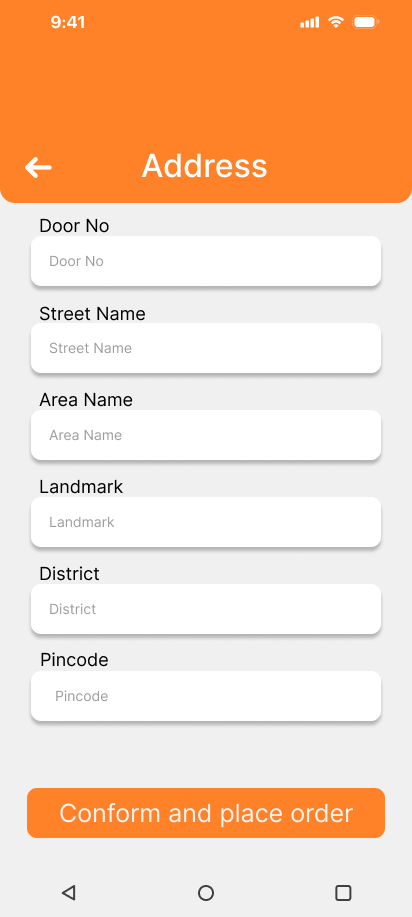 9:41
Address
Door No
Door No
Street Name
Street Name
Area Name
Area Name
Landmark
Landmark
District
District
Pincode
Pincode
Conform and place order